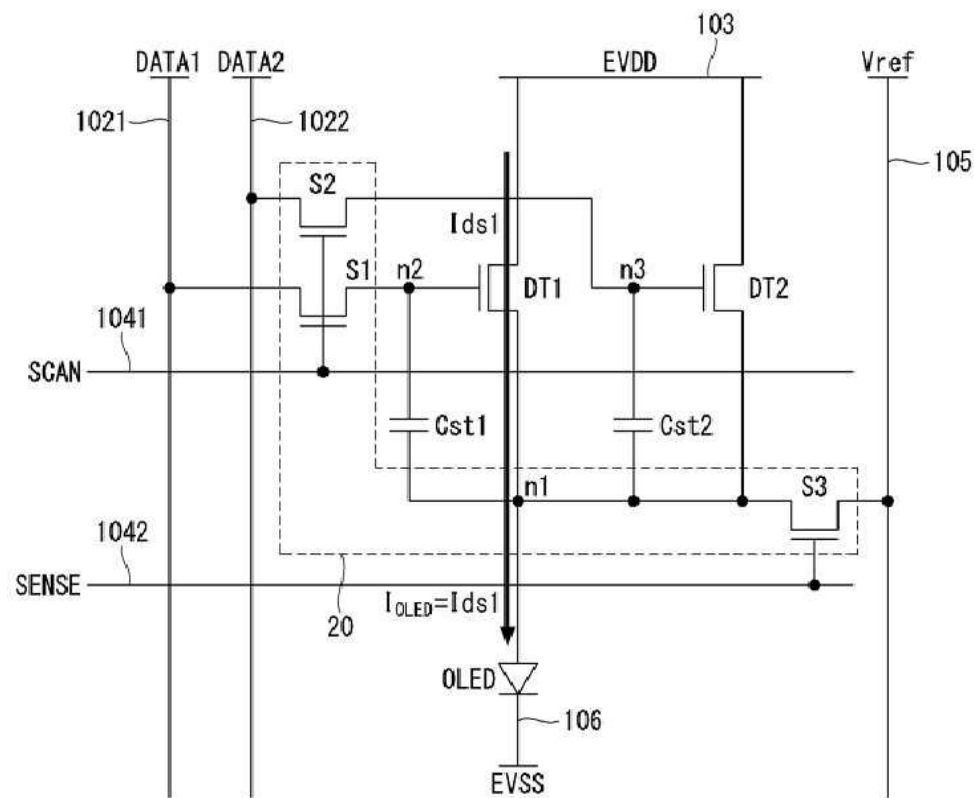 103
DATA1 DATA2 EVDD Vref
1021 1022 105
S2
Ids1
S1 n2 n3
DT1 DT2
1041
SCAN
Cst1 Cst2
n1 S3
1042
SENSE
20 IOLED=Ids1
OLED
106
EVSS